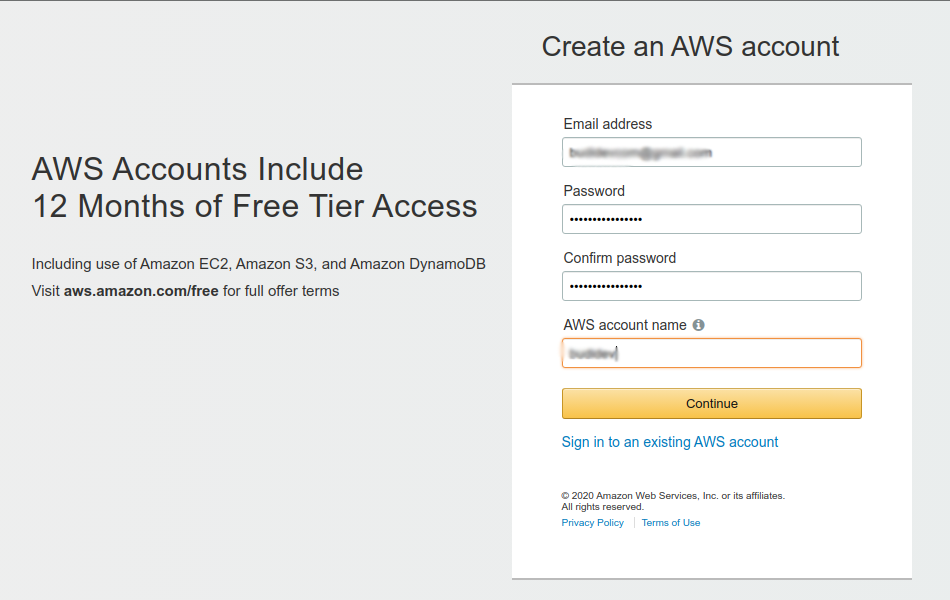 Create an AWS account
AWS Accounts Include
12 Months of Free Tier Access
Including use of Amazon EC2, Amazon S3, and Amazon DynamoDB
Visit aws.amazon.com/free for full offer terms
Email address
Password
••••••••••••••••
Confirm password
••••••••••••••••
AWS account name
Continue
Sign in to an existing AWS account
© 2020 Amazon Web Services, Inc. or its affiliates.
All rights reserved.
Privacy Policy | Terms of Use